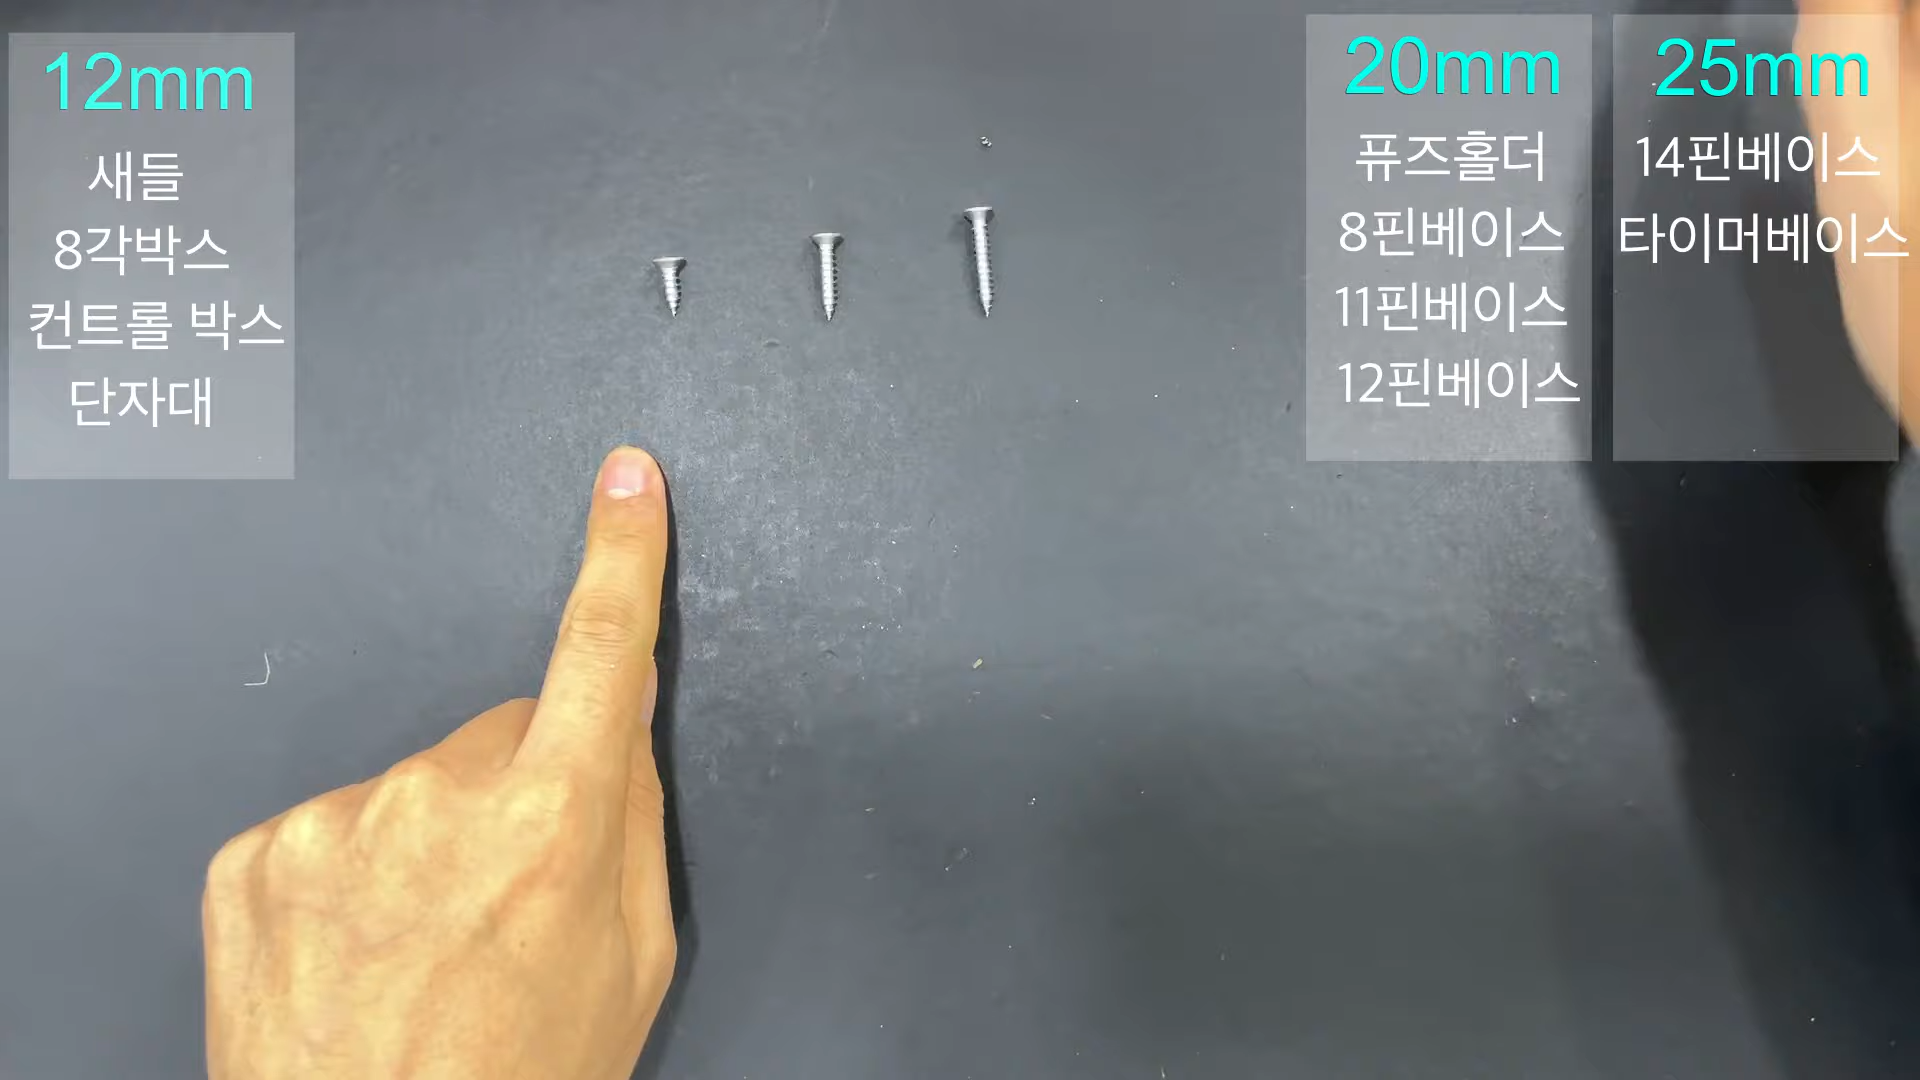 12mm
새들
8각박스
컨트롤 박스
단자대
20mm
퓨즈홀더
8핀베이스
11핀베이스
12핀베이스
25mm
14핀베이스
타이머베이스